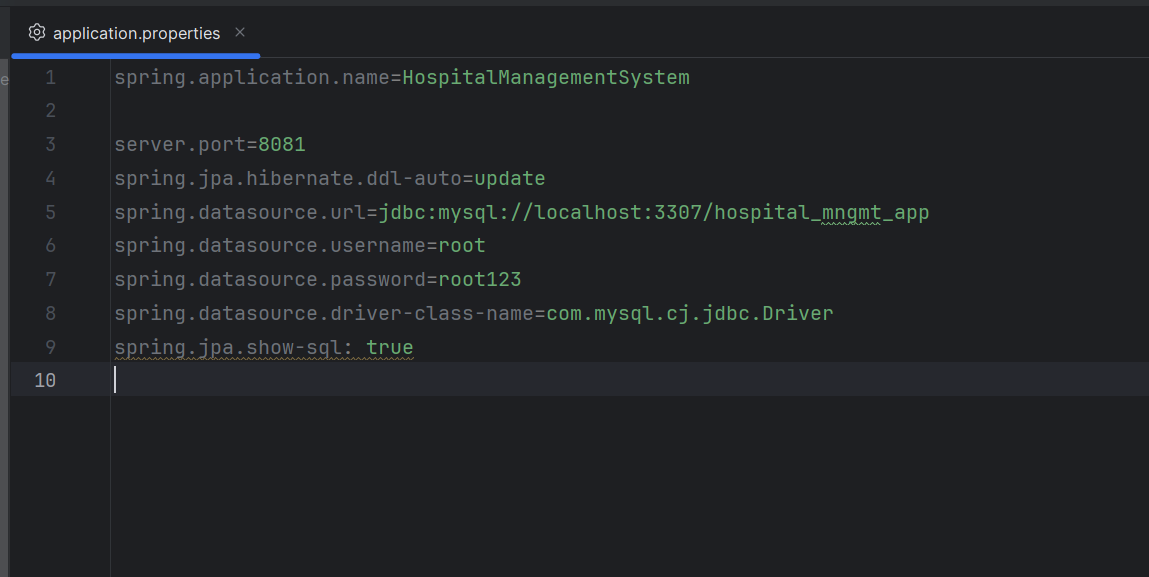 application.properties
e
1 spring.application.name=HospitalManagementSystem
2
3 server.port=8081
4 spring.jpa.hibernate.ddl-auto=update
5 spring.datasource.url=jdbc:mysql://localhost:3307/hospital_mngmt_app
6 spring.datasource.username=root
7 spring.datasource.password=root123
8 spring.datasource.driver-class-name=com.mysql.cj.jdbc.Driver
9 spring.jpa.show-sql: true
10